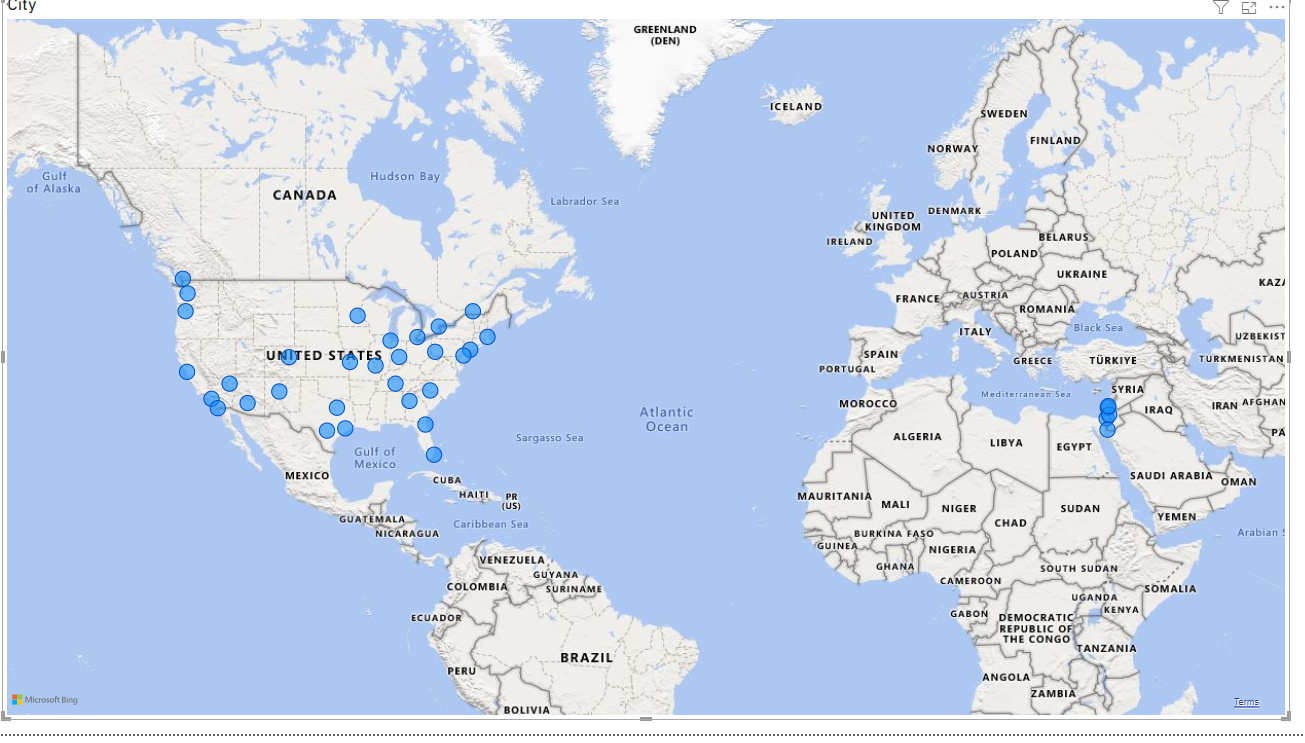 City
GREENLAND
(DEN)
ICELAND
SWEDEN
FINLAND
NORWAY
Gulf
of Alaska
Hudson Bay
CANADA
Labrador Sea
UNITED
KINGDOM
DENMARK
IRELAND
BELARUS
POLAND
UKRAINE
KAZA
FRANCE
AUSTRIA
ROMANIA
Black Sea
ITALY
UZBEKIST
UNITED STATES
SPAIN
GREECE
TÜRKIYE
TURKMENISTAN
PORTUGAL
Mediterranean Sea
SYRIA
MOROCCO
IRAQ
IRAN
AFGHAN
Atlantic
Ocean
Sargasso Sea
ALGERIA
LIBYA
EGYPT
PA
Gulf of
Mexico
MEXICO
CUBA
HAITI
PR
(US)
SAUDI ARABIA
OMAN
MAURITANIA
MALI
NIGER
CHAD
SUDAN
YEMEN
GUATEMALA
NICARAGUA
Caribbean Sea
BURKINA FASO
GUINEA
NIGERIA
Arabian S
VENEZUELA
GUYANA
SURINAME
COLOMBIA
GHANA
CAMEROON
SOUTH SUDAN
SOMALIA
ECUADOR
GABON
UGANDA
KENYA
DEMOCRATIC
REPUBLIC OF
THE CONGO
TANZANIA
PERU
BRAZIL
ANGOLA
ZAMBIA
BOLIVIA
Microsoft Bing
Terms